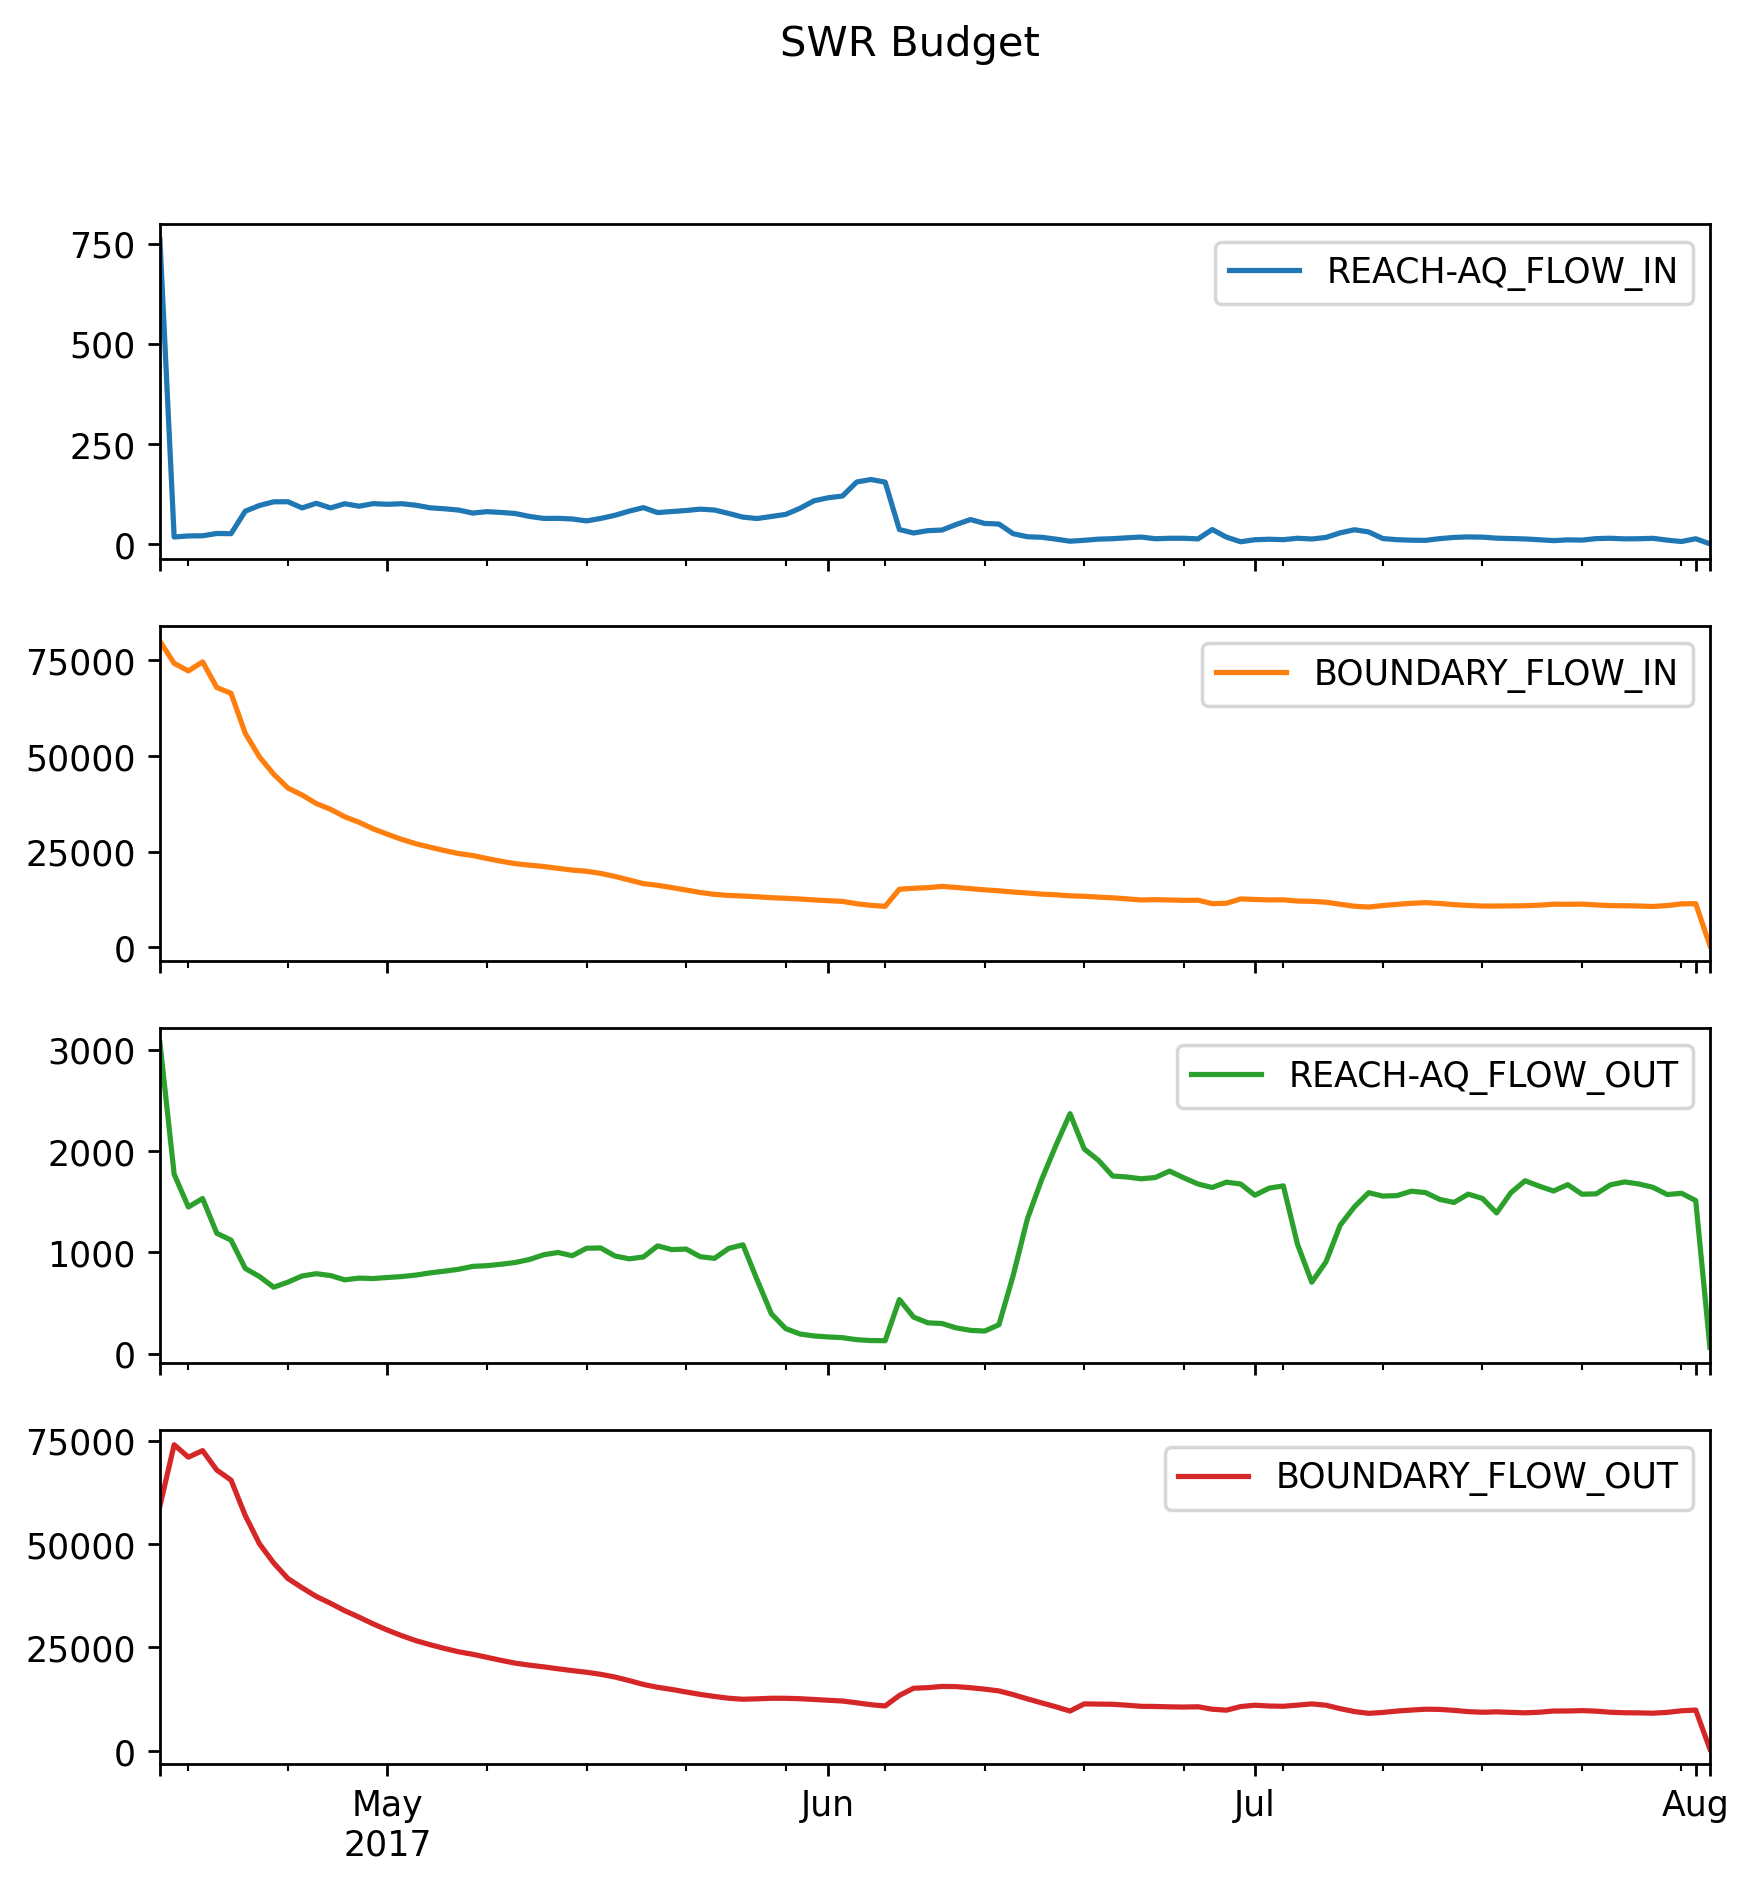 SWR Budget
750
500
250
0
REACH-AQ_FLOW_IN
75000
50000
25000
0
BOUNDARY_FLOW_IN
3000
2000
1000
0
REACH-AQ_FLOW_OUT
75000
50000
25000
0
BOUNDARY_FLOW_OUT
May Jun Jul Aug
2017